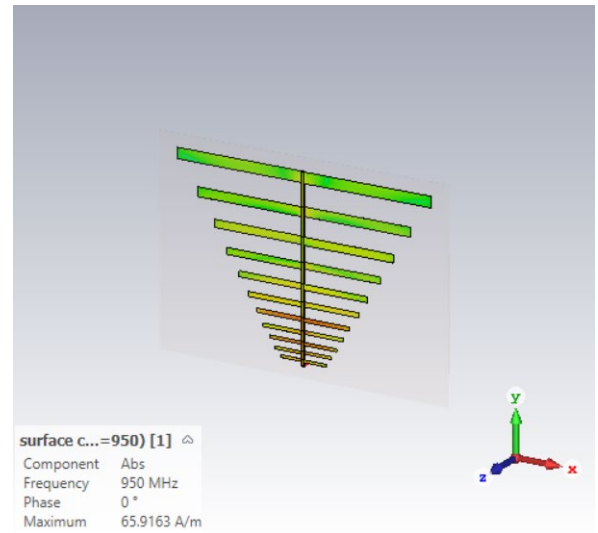 y
x
z
surface c...=950) [1]
Component Abs
Frequency 950 MHz
Phase 0 °
Maximum 65.9163 A/m